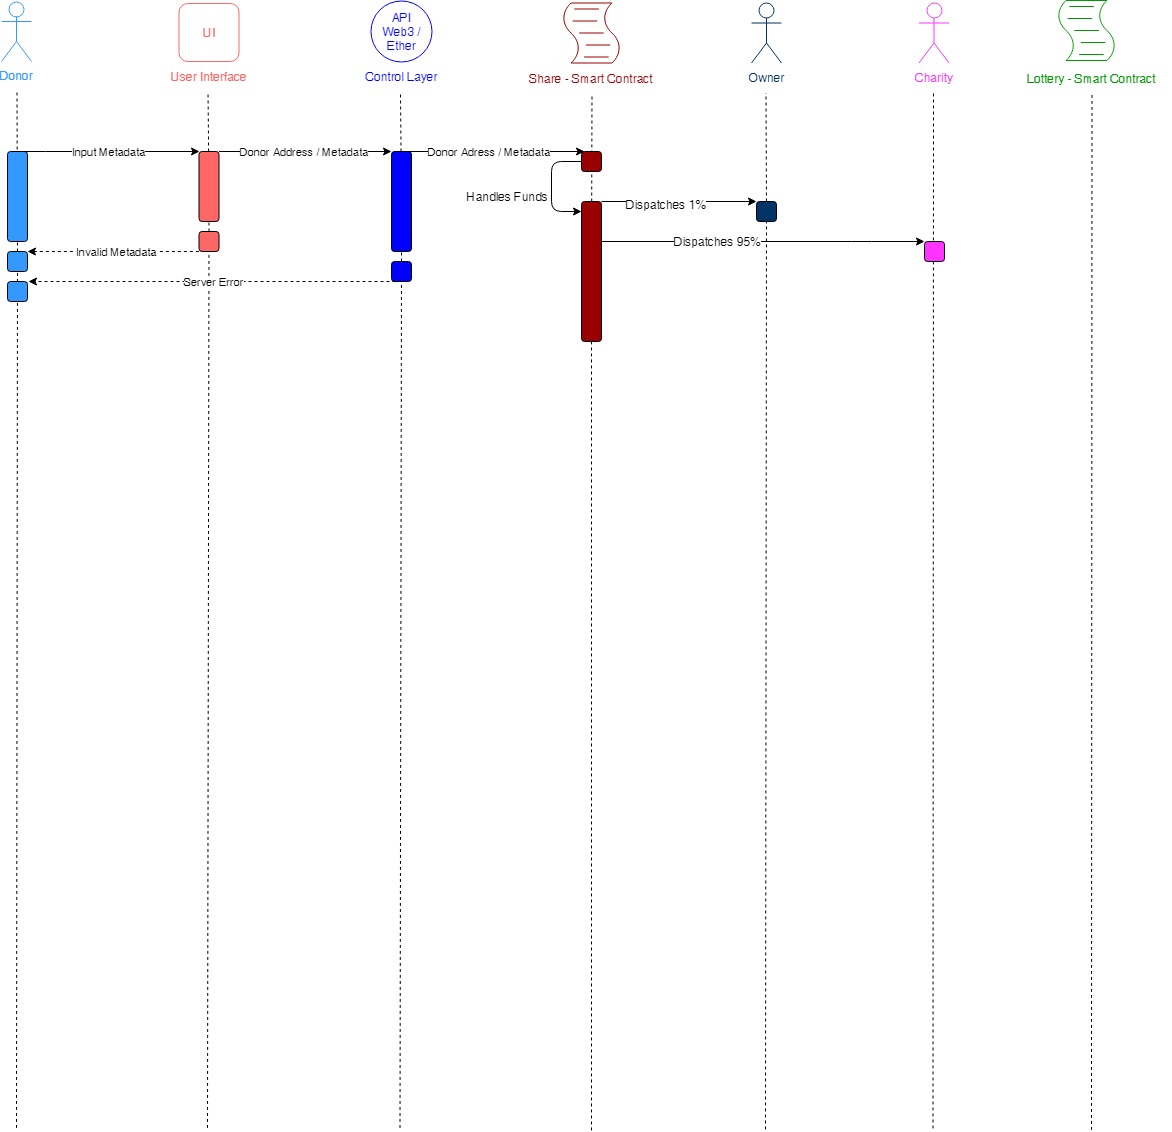 API
Web3 /
Ether
UI
Donor
User Interface
Control Layer
Share - Smart Contract
Owner
Charity
Lottery - Smart Contract
Input Metadata
Donor Address / Metadata
Donor Adress / Metadata
Handles Funds
Dispatches 1%
Dispatches 95%
Invalid Metadata
Server Error